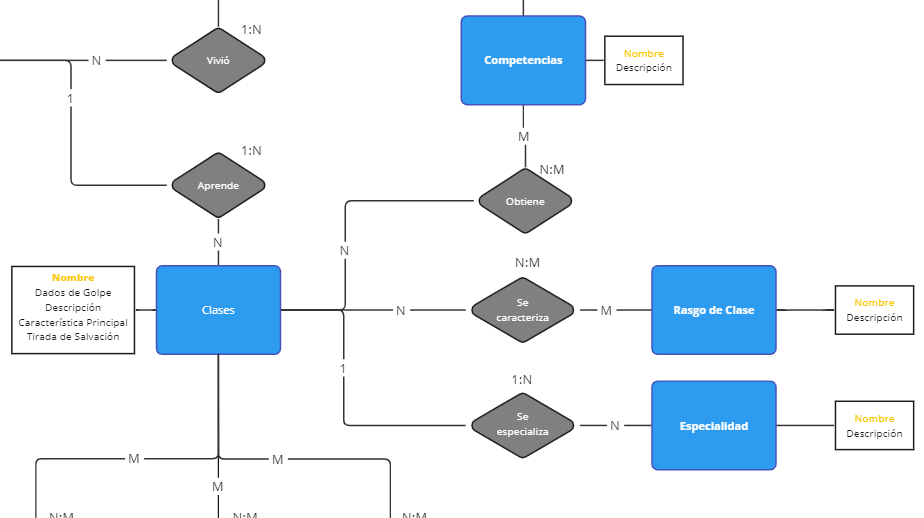 1:N
N
Vivió
1
Competencias
Nombre
Descripción
M
1:N
N:M
Aprende
Obtiene
N
N
Nombre
Dados de Golpe
Descripción
Característica Principal
Tirada de Salvación
Clases
N
N:M
Se
caracteriza
M
Rasgo de Clase
Nombre
Descripción
1
1:N
Se
especializa
N
Especialidad
Nombre
Descripción
M
M
M
N:M
N:M
N:M